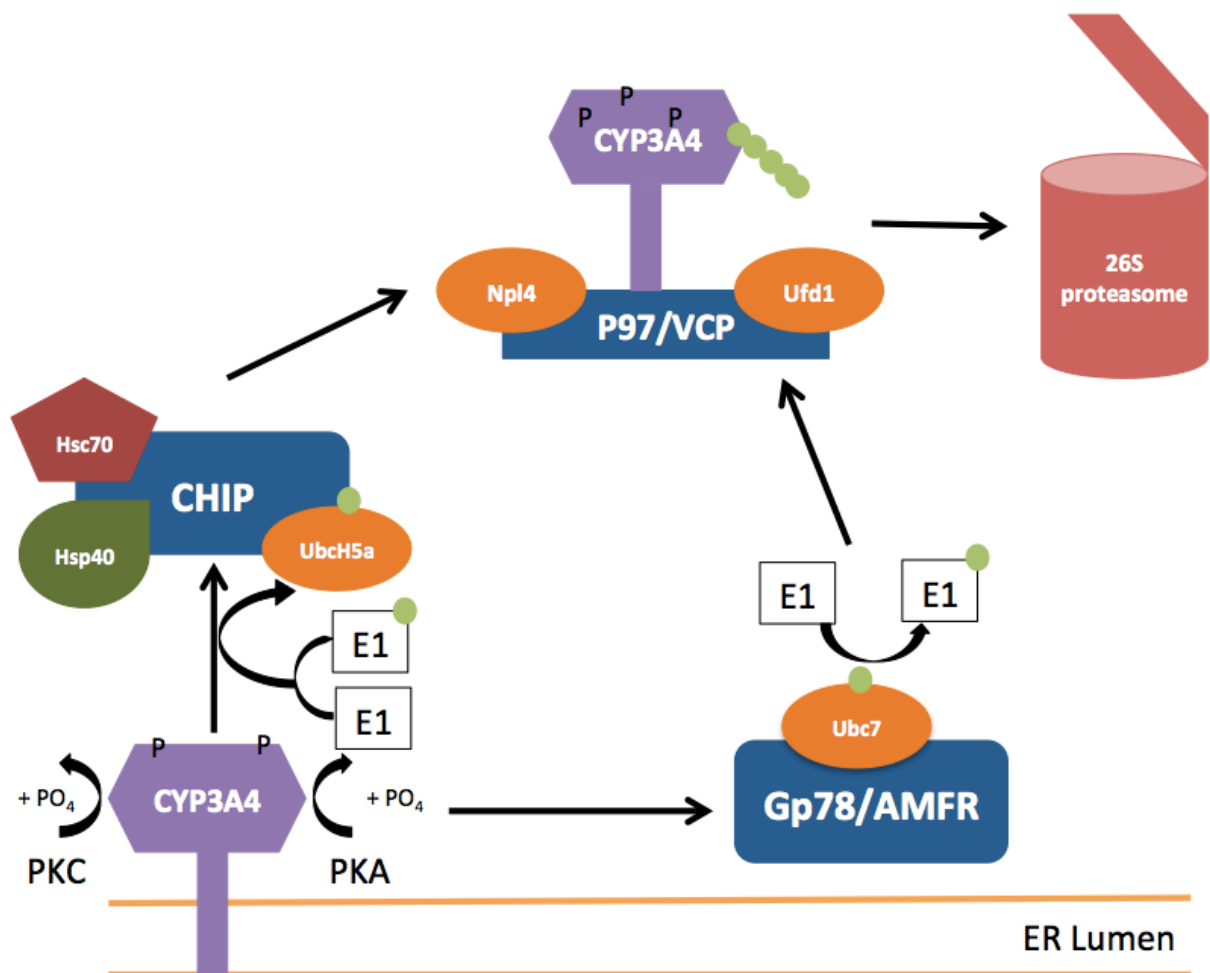 P
P
P
CYP3A4
Npl4
Ufd1
P97/VCP
26S
proteasome
Hsc70
CHIP
Hsp40
UbcH5a
E1
E1
E1
E1
Ubc7
Gp78/AMFR
P
P
CYP3A4
+ PO4
+ PO4
PKC
PKA
ER Lumen